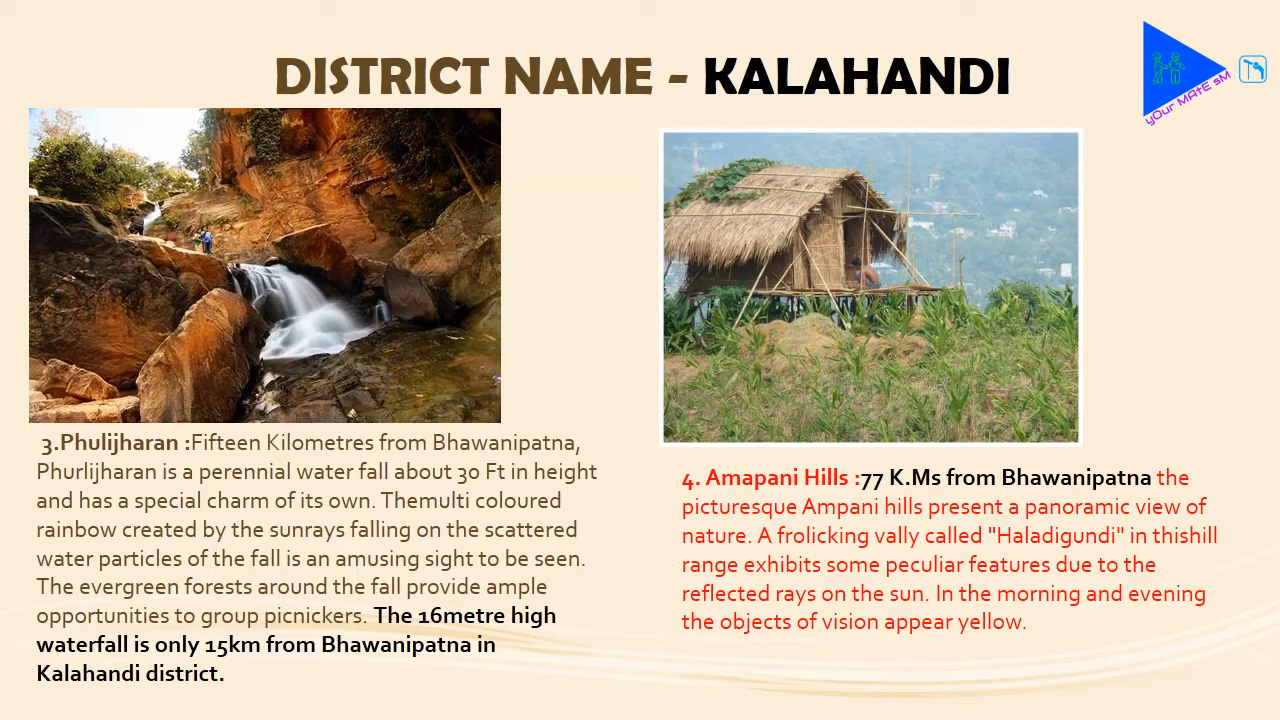 DISTRICT NAME - KALAHANDI
yOur MAtE sM
3.Phulijharan :Fifteen Kilometres from Bhawanipatna,
Phurlijharan is a perennial water fall about 30 Ft in height
and has a special charm of its own. Themulti coloured
rainbow created by the sunrays falling on the scattered
water particles of the fall is an amusing sight to be seen.
The evergreen forests around the fall provide ample
opportunities to group picnickers. The 16metre high
waterfall is only 15km from Bhawanipatna in
Kalahandi district.
4. Amapani Hills :77 K.Ms from Bhawanipatna the
picturesque Ampani hills present a panoramic view of
nature. A frolicking vally called "Haladigundi" in thishill
range exhibits some peculiar features due to the
reflected rays on the sun. In the morning and evening
the objects of vision appear yellow.